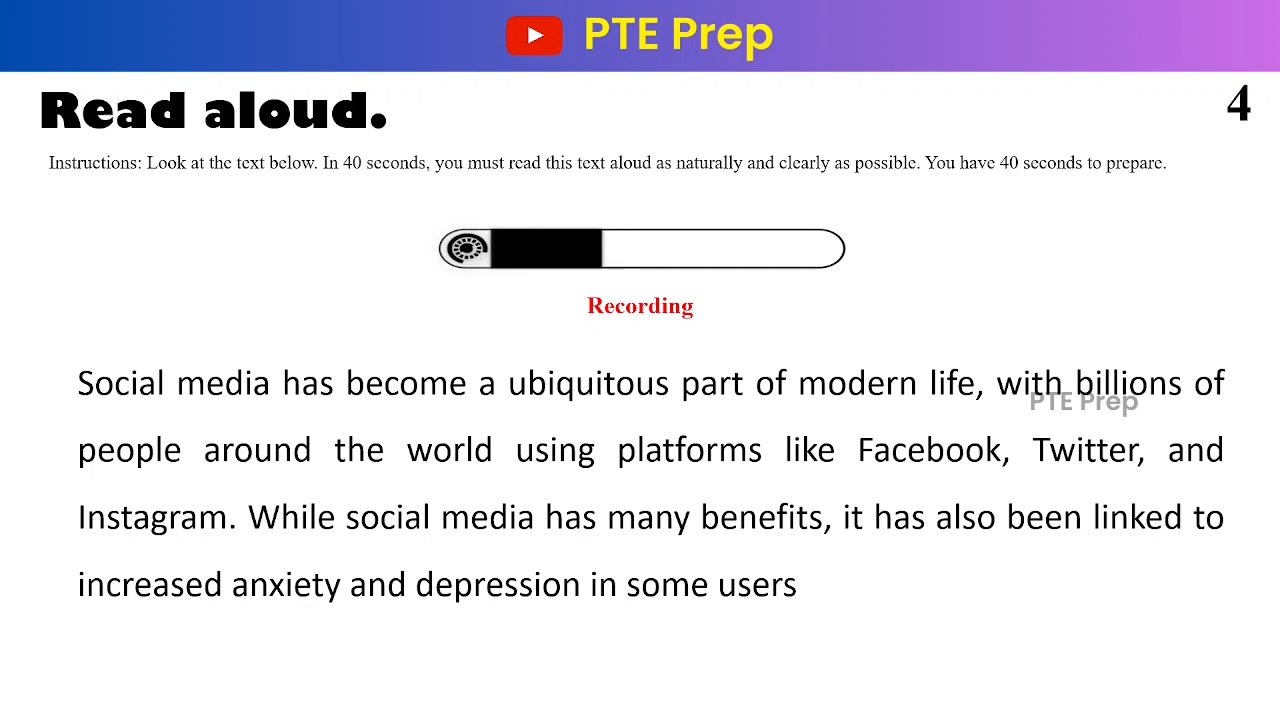 PTE Prep
Read aloud.
4
Instructions: Look at the text below. In 40 seconds, you must read this text aloud as naturally and clearly as possible. You have 40 seconds to prepare.
Recording
Social media has become a ubiquitous part of modern life, with billions of
PTE Prep
people around the world using platforms like Facebook, Twitter, and
Instagram. While social media has many benefits, it has also been linked to
increased anxiety and depression in some users